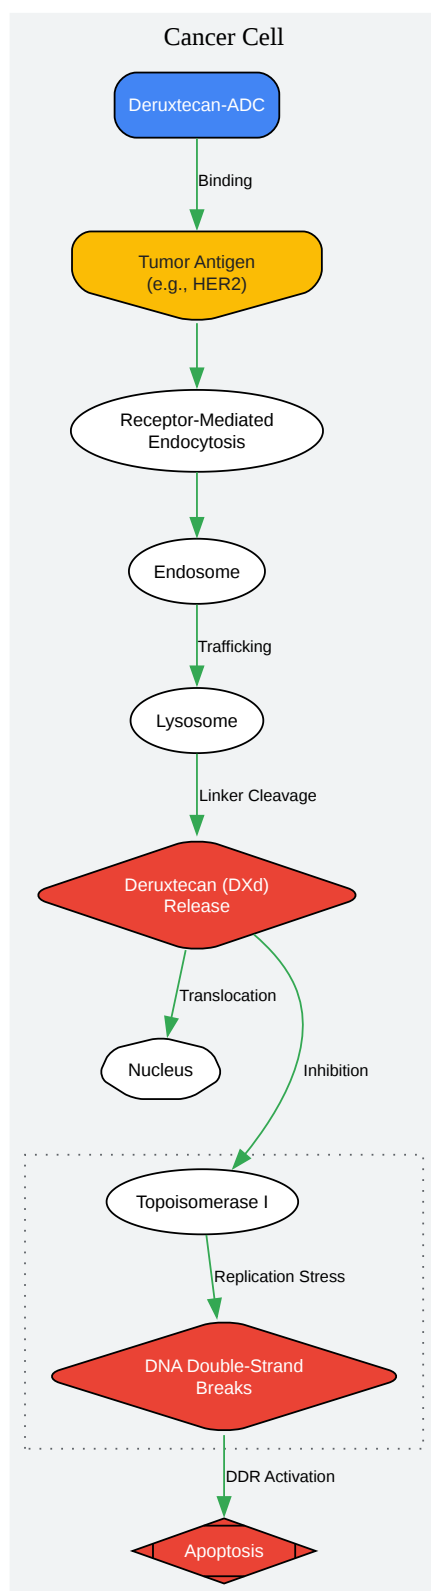 Cancer Cell
Deruxtecan-ADC
Binding
Tumor Antigen
(e.g., HER2)
Receptor-Mediated
Endocytosis
Endosome
Trafficking
Lysosome
Linker Cleavage
Deruxtecan (DXd)
Release
Translocation
Nucleus
Inhibition
Topoisomerase I
Replication Stress
DNA Double-Strand
Breaks
DDR Activation
Apoptosis